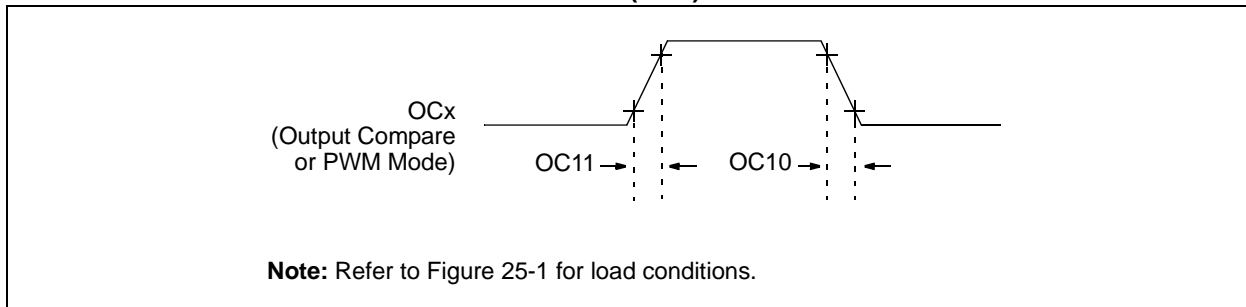 OCx
(Output Compare
or PWM Mode)
OC11
OC10
Note: Refer to Figure 25-1 for load conditions.